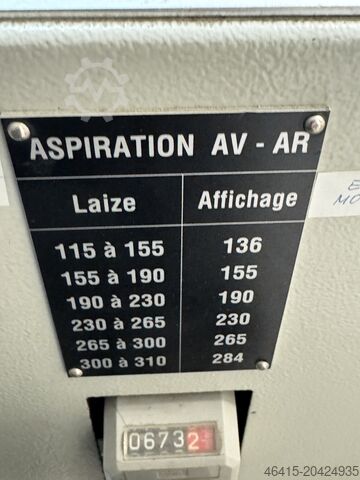 ASPIRATION AV - AR
Laize Affichage
115 à 155 136
155 à 190 155
190 à 230 190
230 à 265 230
265 à 300 265
300 à 310 284
06732
46415-20424935